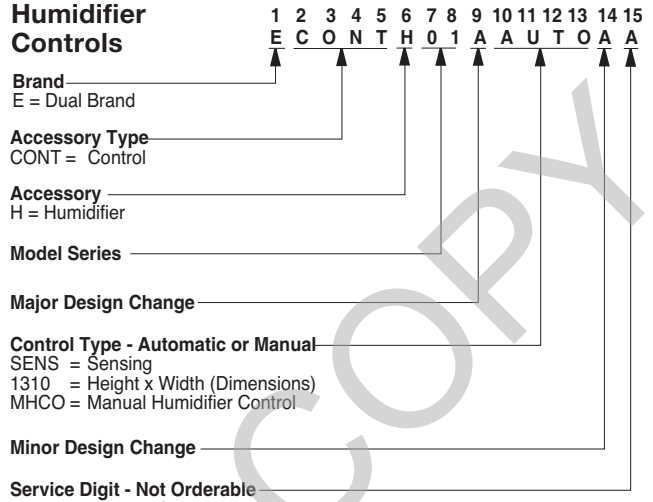 Humidifier Controls
1 2 3 4 5 6 7 8 9 10 11 12 13 14 15
E C O N T H 0 1 A A U T O A A
Brand
E = Dual Brand
Accessory Type
CONT = Control
Accessory
H = Humidifier
Model Series
Major Design Change
Control Type - Automatic or Manual
SENS = Sensing
1310 = Height x Width (Dimensions)
MHCO = Manual Humidifier Control
Minor Design Change
Service Digit - Not Orderable
COPY